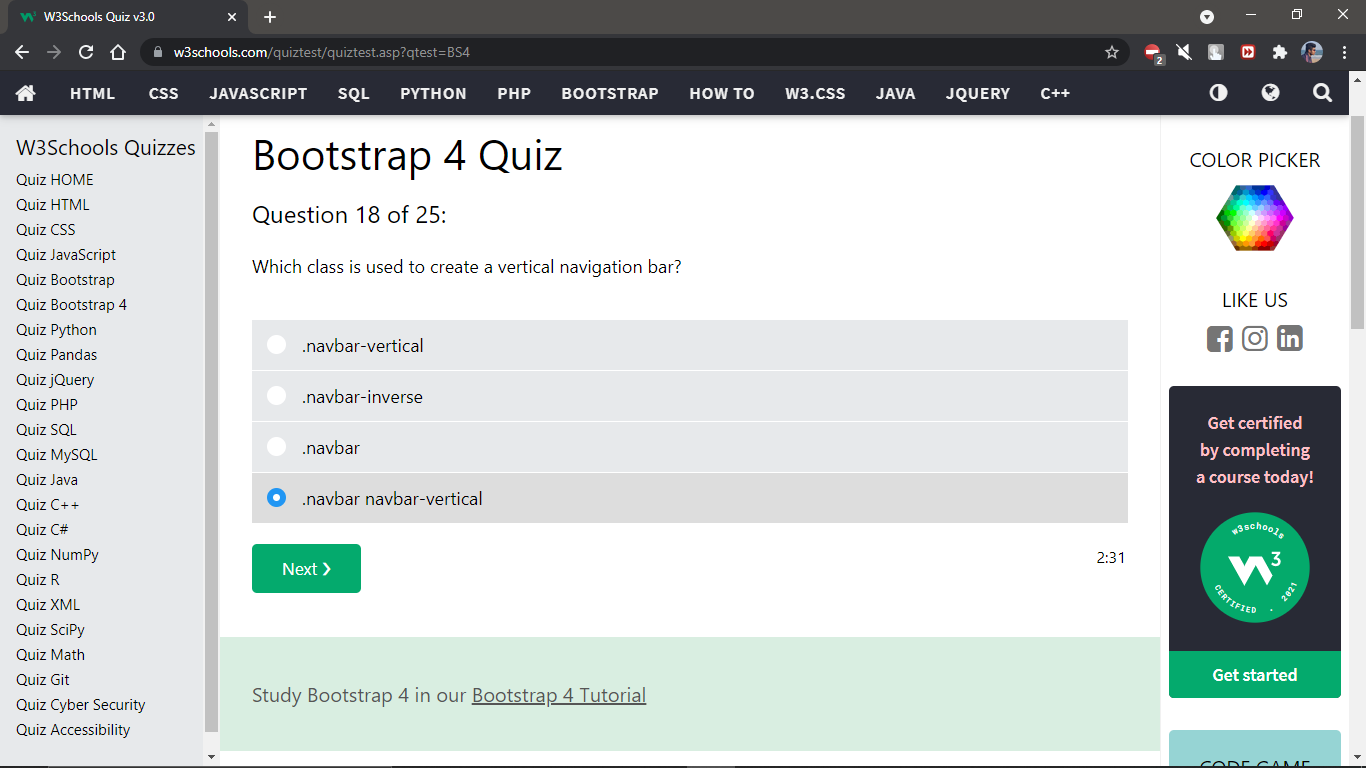 W3Schools Quiz v3.0
w3schools.com/quiztest/quiztest.asp?qtest=BS4
2
HTML CSS JAVASCRIPT SQL PYTHON PHP BOOTSTRAP HOW TO W3.CSS JAVA JQUERY C++
W3Schools Quizzes
Quiz HOME
Quiz HTML
Quiz CSS
Quiz JavaScript
Quiz Bootstrap
Quiz Bootstrap 4
Quiz Python
Quiz Pandas
Quiz jQuery
Quiz PHP
Quiz SQL
Quiz MySQL
Quiz Java
Quiz C++
Quiz C#
Quiz NumPy
Quiz R
Quiz XML
Quiz SciPy
Quiz Math
Quiz Git
Quiz Cyber Security
Quiz Accessibility
Bootstrap 4 Quiz
Question 18 of 25:
Which class is used to create a vertical navigation bar?
.navbar-vertical
.navbar-inverse
.navbar
.navbar navbar-vertical
Next ❯
2:31
Study Bootstrap 4 in our Bootstrap 4 Tutorial
COLOR PICKER
LIKE US
Get certified
by completing
a course today!
w3schools
W3
CERTIFIED . 2021
Get started
CODE GAME